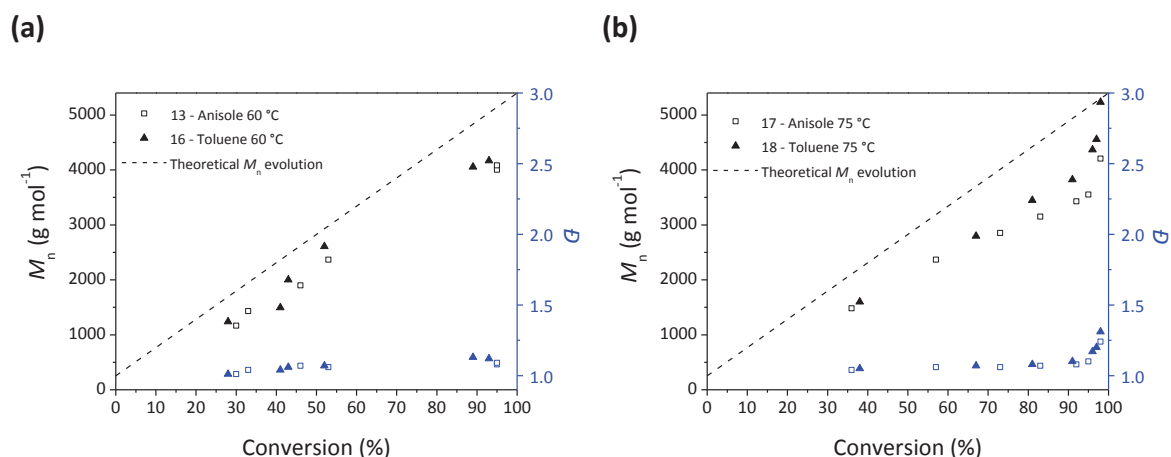 (a)
(b)
13 - Anisole 60 °C
16 - Toluene 60 °C
Theoretical Mn evolution
Mn (g mol-1)
5000
4000
3000
2000
1000
0
0 10 20 30 40 50 60 70 80 90 100
Conversion (%)
3.0
2.5
2.0
1.5
1.0
Đ
17 - Anisole 75 °C
18 - Toluene 75 °C
Theoretical Mn evolution
Mn (g mol-1)
5000
4000
3000
2000
1000
0
0 10 20 30 40 50 60 70 80 90 100
Conversion (%)
3.0
2.5
2.0
1.5
1.0
Đ